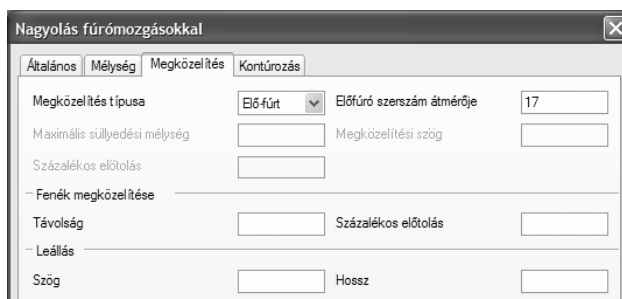 Nagyolás fúrómozgásokkal
Általános Mélység Megközelítés Kontúrozás
Megközelítés típusa Elő-fúrt Előfúró szerszám átmérője 17
Maximális süllyedési mélység Megközelítési szög
Százalékos előtolás
Fenék megközelítése
Távolság Százalékos előtolás
Leállás
Szög Hossz